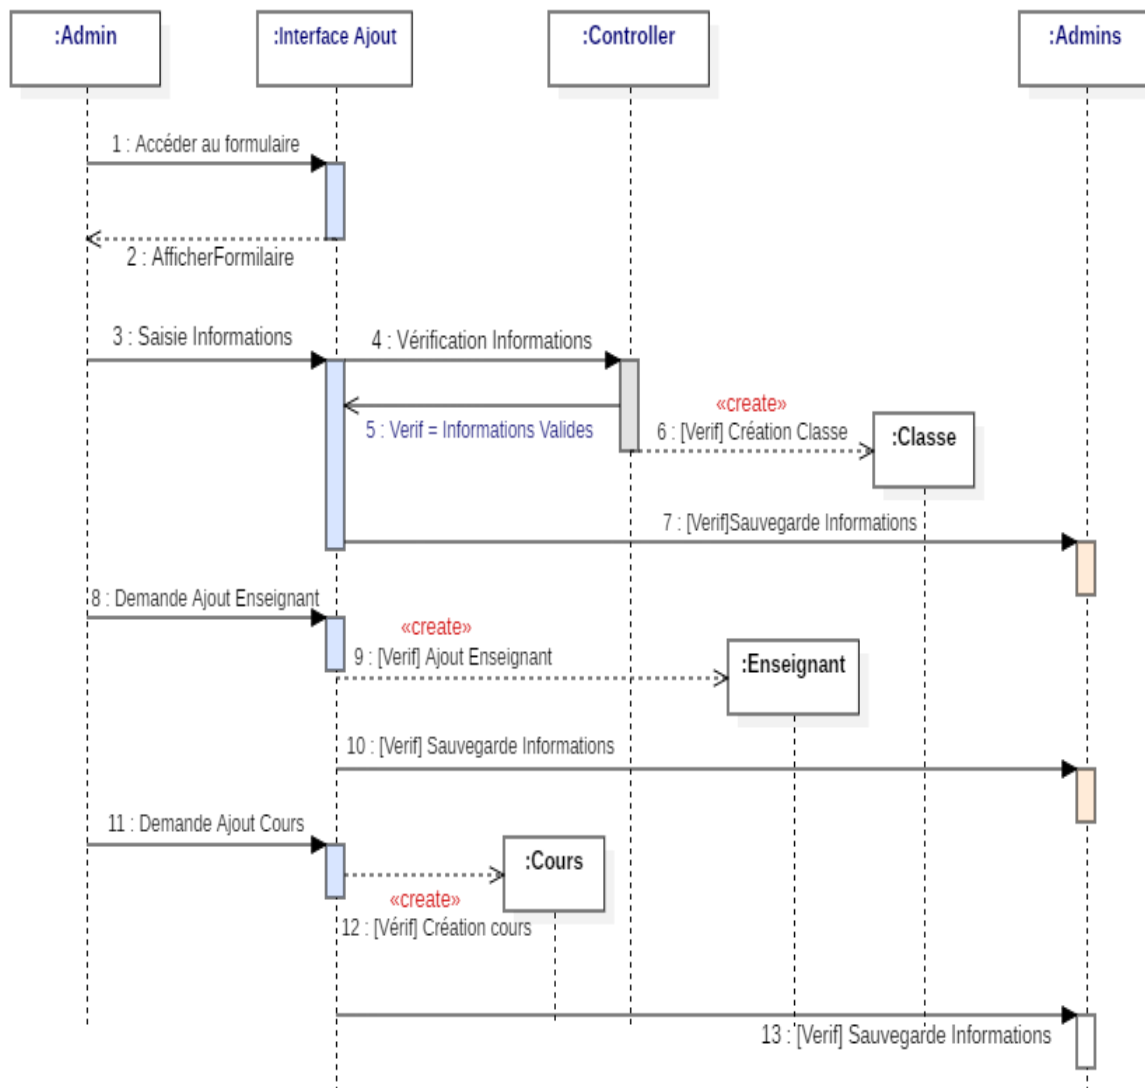 :Admin
:Interface Ajout
:Controller
:Admins
1 : Accéder au formulaire
2 : AfficherFormilaire
3 : Saisie Informations
4 : Vérification Informations
5 : Verif = Informations Valides
«create»
6 : [Verif] Création Classe
:Classe
7 : [Verif]Sauvegarde Informations
8 : Demande Ajout Enseignant
«create»
9 : [Verif] Ajout Enseignant
:Enseignant
10 : [Verif] Sauvegarde Informations
11 : Demande Ajout Cours
:Cours
«create»
12 : [Vérif] Création cours
13 : [Verif] Sauvegarde Informations